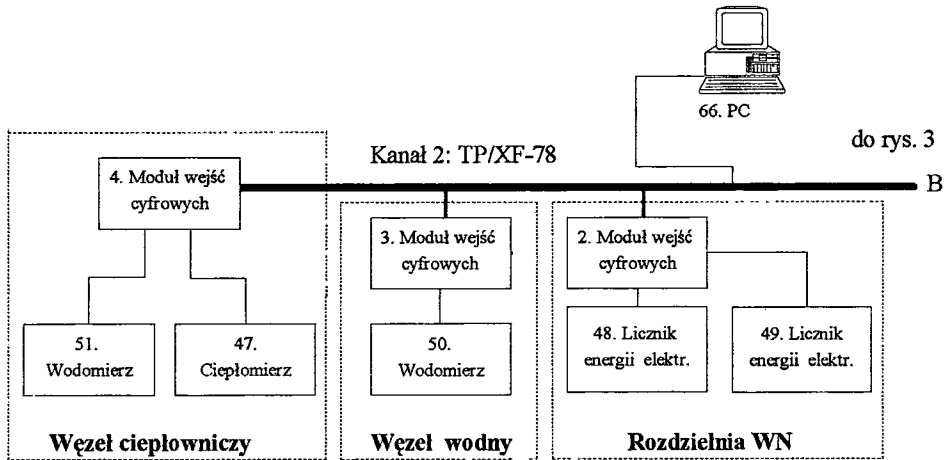 66. PC
do rys. 3
Kanał 2: TP/XF-78
B
4. Moduł wejść
cyfrowych
3. Moduł wejść
cyfrowych
2. Moduł wejść
cyfrowych
51.
Wodomierz
47.
Ciepłomierz
50.
Wodomierz
48. Licznik
energii elektr.
49. Licznik
energii elektr.
Węzeł ciepłowniczy
Węzeł wodny
Rozdzielnia WN